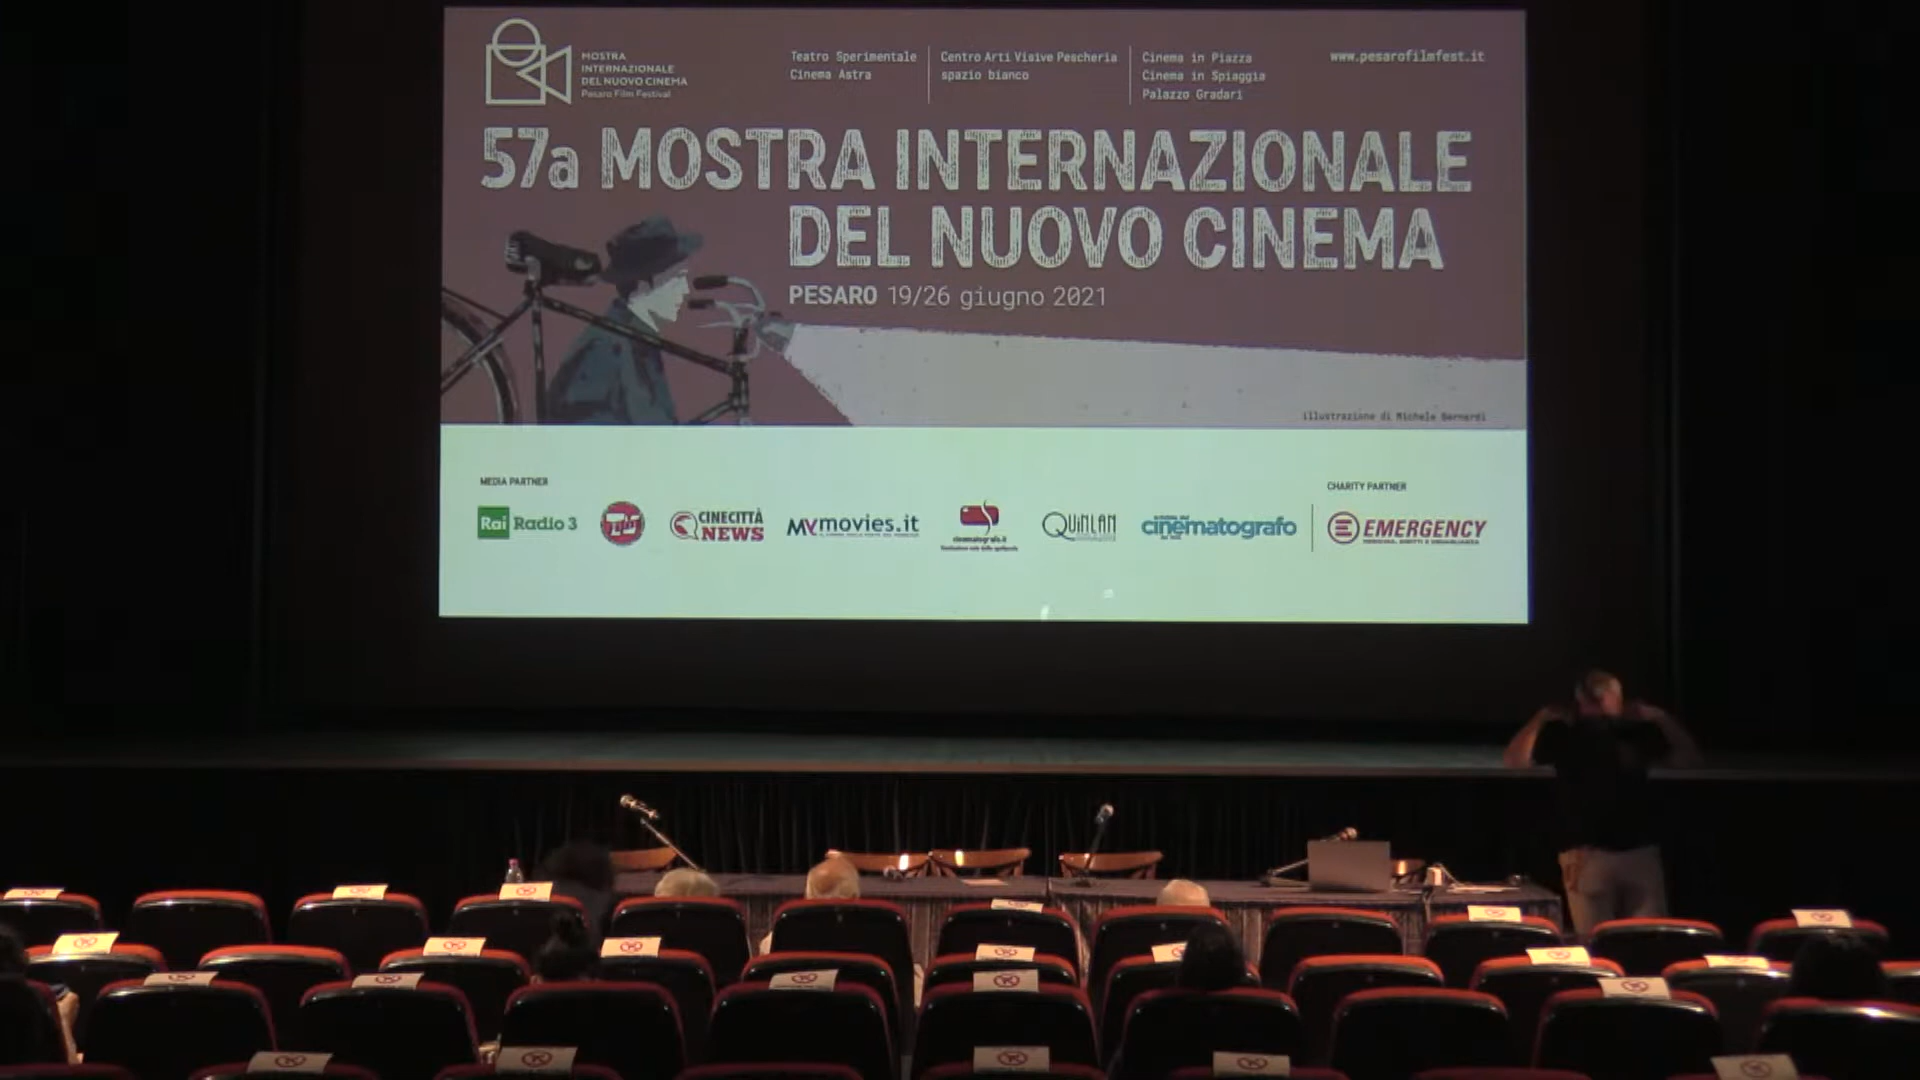 MOSTRA
INTERNAZIONALE
DEL NUOVO CINEMA
Pesaro Film Festival
Teatro Sperimentale
Cinema Astra
Centro Arti Visive Pescheria
spazio bianco
Cinema in Piazza
Cinema in Spiaggia
Palazzo Gradari
www.pesarofilmfest.it
57a MOSTRA INTERNAZIONALE
DEL NUOVO CINEMA
PESARO 19/26 giugno 2021
illustrazione di Michele Bernardi
MEDIA PARTNER
CHARITY PARTNER
Rai Radio 3
CINECITTÀ
NEWS
MYmovies.it
cinematografo.it
QUINLAN
cinematografo
EMERGENCY